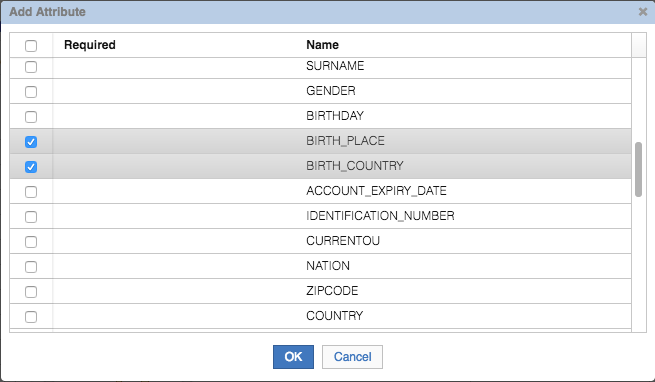 Add Attribute
Required Name
SURNAME
GENDER
BIRTHDAY
BIRTH_PLACE
BIRTH_COUNTRY
ACCOUNT_EXPIRY_DATE
IDENTIFICATION_NUMBER
CURRENTOU
NATION
ZIPCODE
COUNTRY
OK Cancel